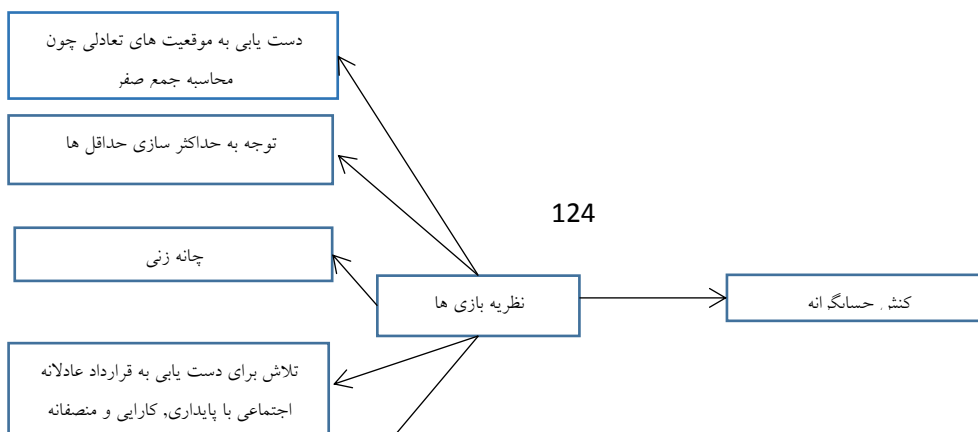 دست یابی به موقعیت های تعادلی چون
محاسبه جمع صفر
توجه به حداکثر سازی حداقل ها
124
چانه زنی
نظریه بازی ها
کنش حسابگرانه
تلاش برای دست یابی به قرارداد عادلانه
اجتماعی با پایداری, کارایی و منصفانه